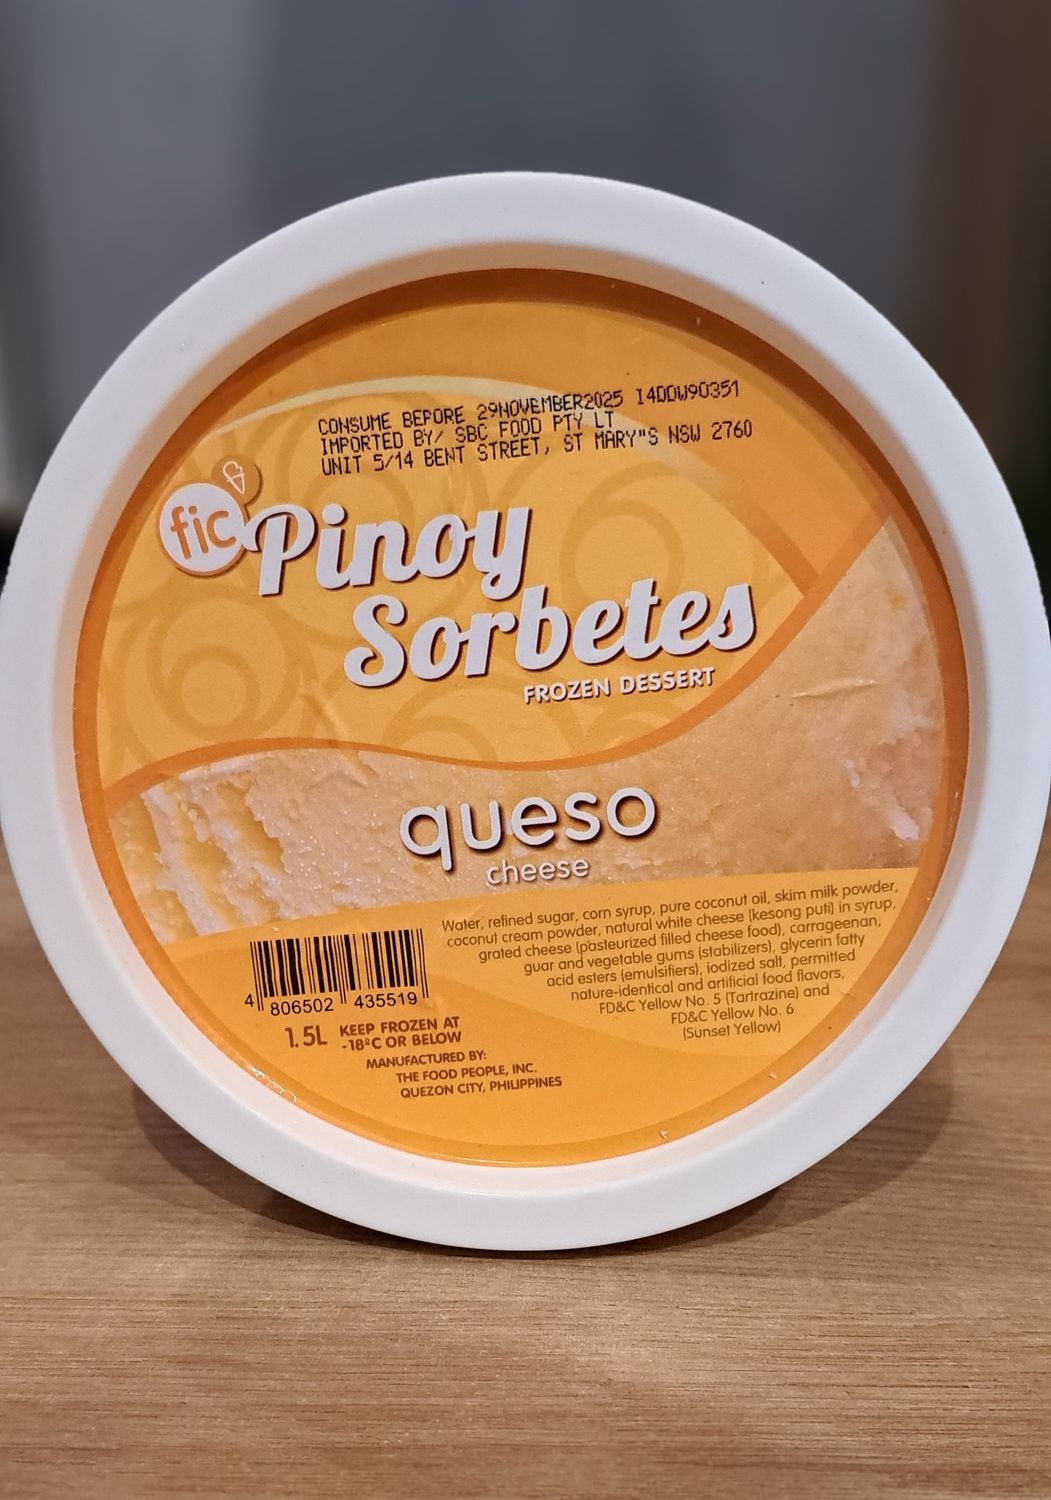 CONSUME BEPORE 29NOVEMBER2025 I4DDW90351
IMPORTED BY/ SBC FOOD PTY LT
UNIT 5/14 BENT STREET, ST MARY"S NSW 2760
fic
Pinoy
Sorbetes
FROZEN DESSERT
queso
cheese
Water, refined sugar, corn syrup, pure coconut oil, skim milk powder,
coconut cream powder, natural white cheese (kesong puti) in syrup,
grated cheese (pasteurized filled cheese food), carrageenan,
guar and vegetable gums (stabilizers), glycerin fatty
acid esters (emulsifiers), iodized salt, permitted
nature-identical and artificial food flavors,
FD&C Yellow No. 5 (Tartrazine) and
FD&C Yellow No. 6
(Sunset Yellow)
4 806502 435519
1.5L KEEP FROZEN AT
-18°C OR BELOW
MANUFACTURED BY:
THE FOOD PEOPLE, INC.
QUEZON CITY, PHILIPPINES